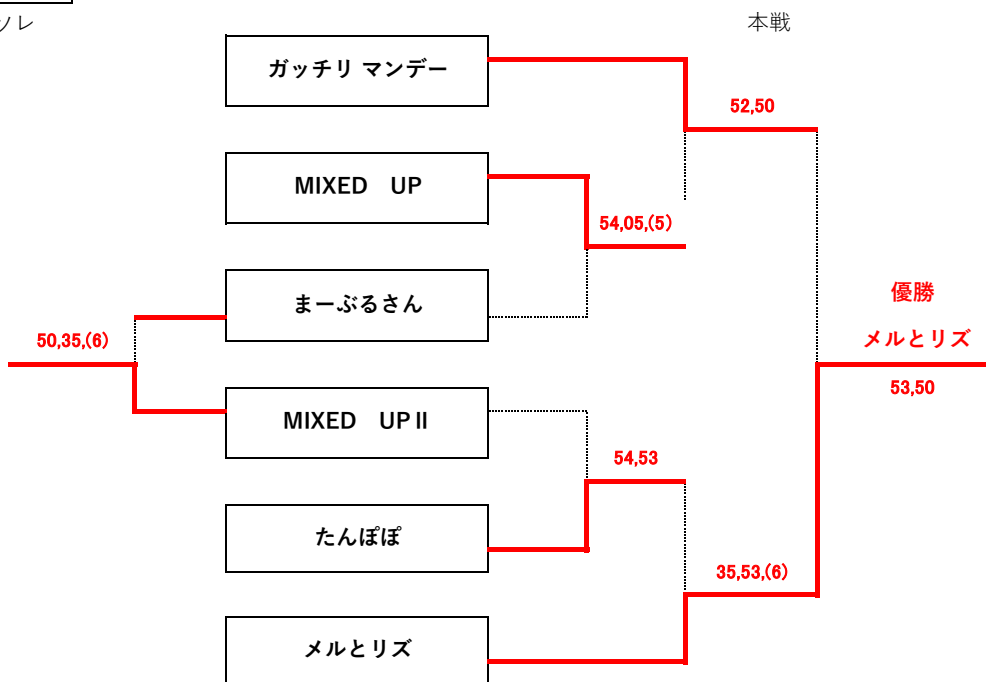 本戦
ガッチリ マンデー
52,50
MIXED　UP
54,05,(5)
まーぶるさん
優勝
50,35,(6)
メルとリズ
53,50
MIXED　UPⅡ
54,53
たんぽぽ
35,53,(6)
メルとリズ